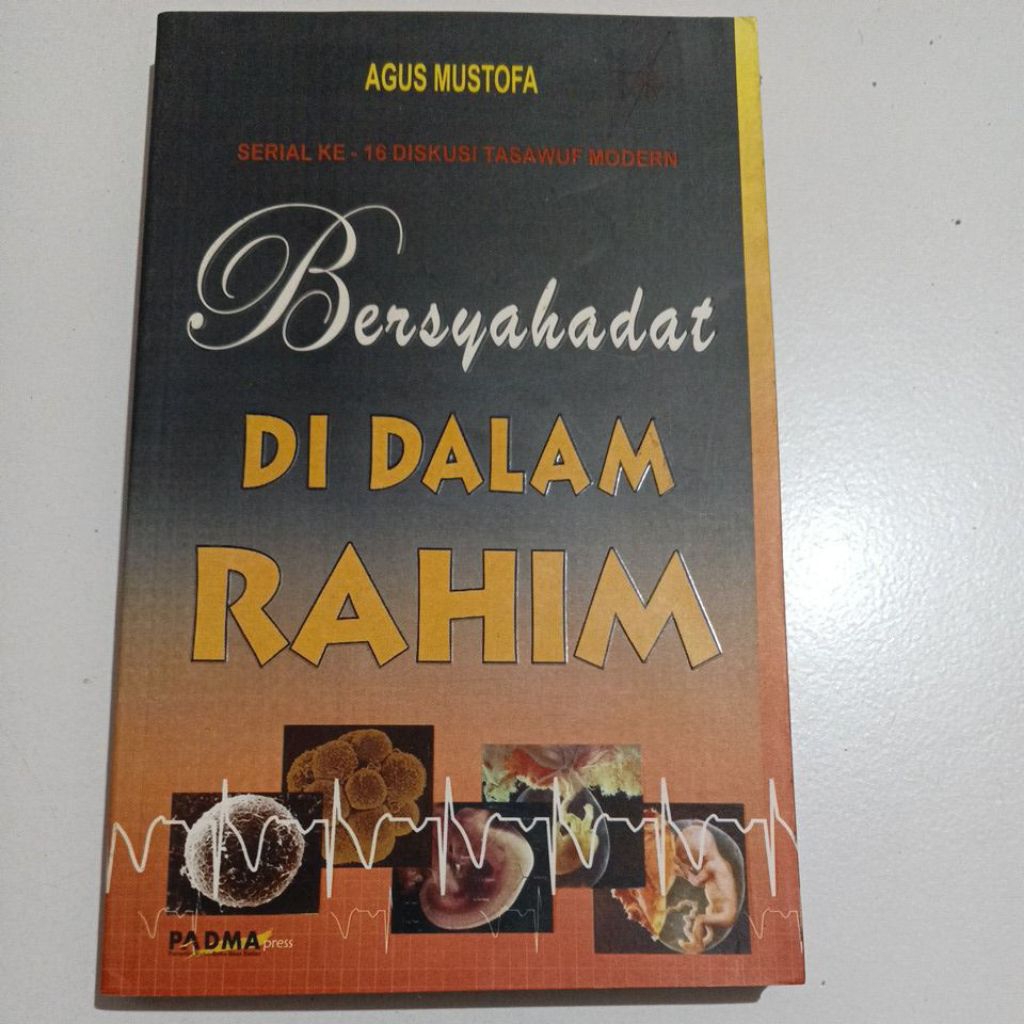 AGUS MUSTOFA
SERIAL KE - 16 DISKUSI TASAWUF MODERN
Bersyahadat
DI DALAM
RAHIM
PADMA press